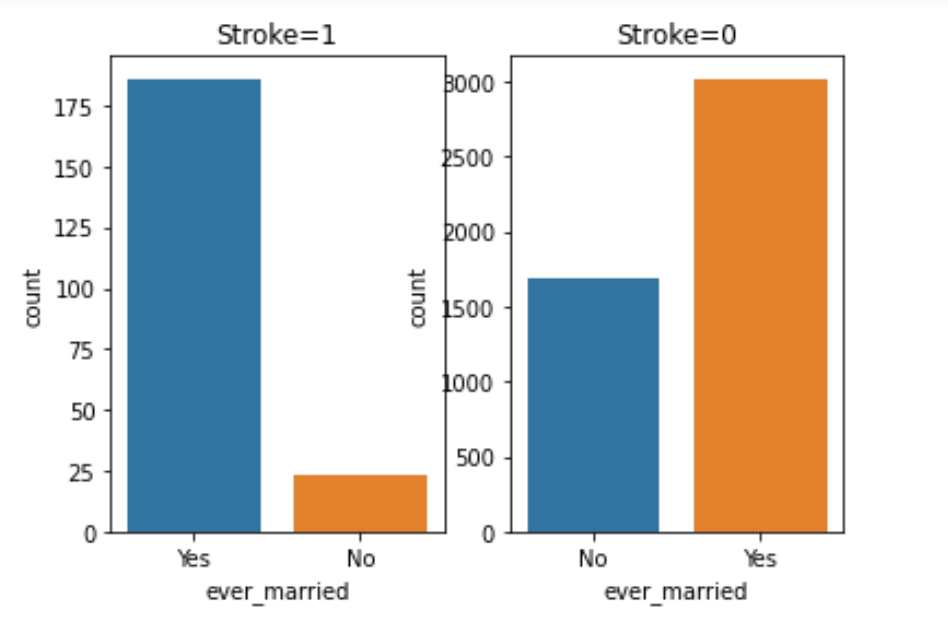 Stroke=1
175
150
125
100
75
50
25
0
count
Yes No
ever_married
Stroke=0
3000
2500
2000
1500
1000
500
0
count
No Yes
ever_married